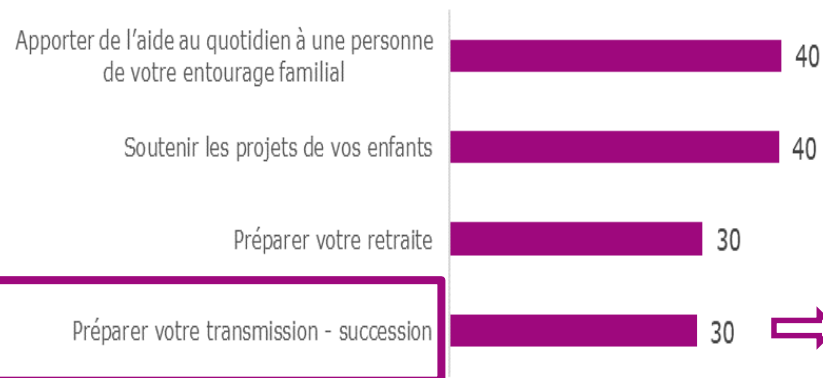 Apporter de l'aide au quotidien à une personne
de votre entourage familial
40
Soutenir les projets de vos enfants
40
Préparer votre retraite
30
Préparer votre transmission - succession
30